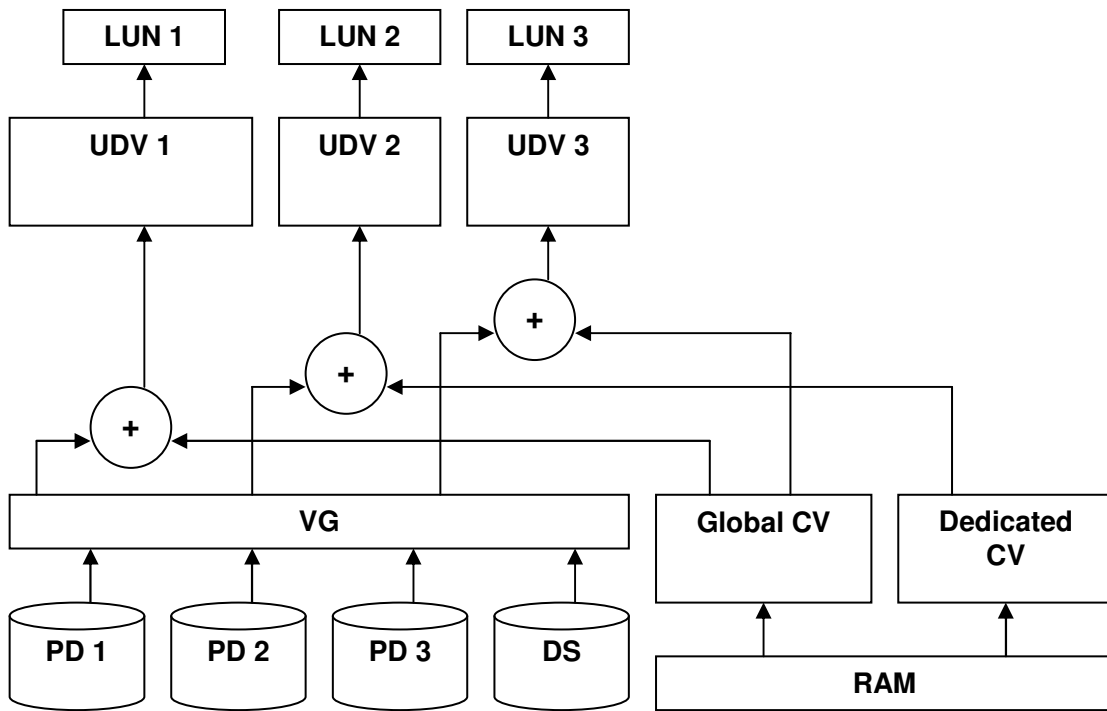 LUN 1
LUN 2
LUN 3
UDV 1
UDV 2
UDV 3
+
+
+
VG
Global CV
Dedicated
CV
PD 1
PD 2
PD 3
DS
RAM